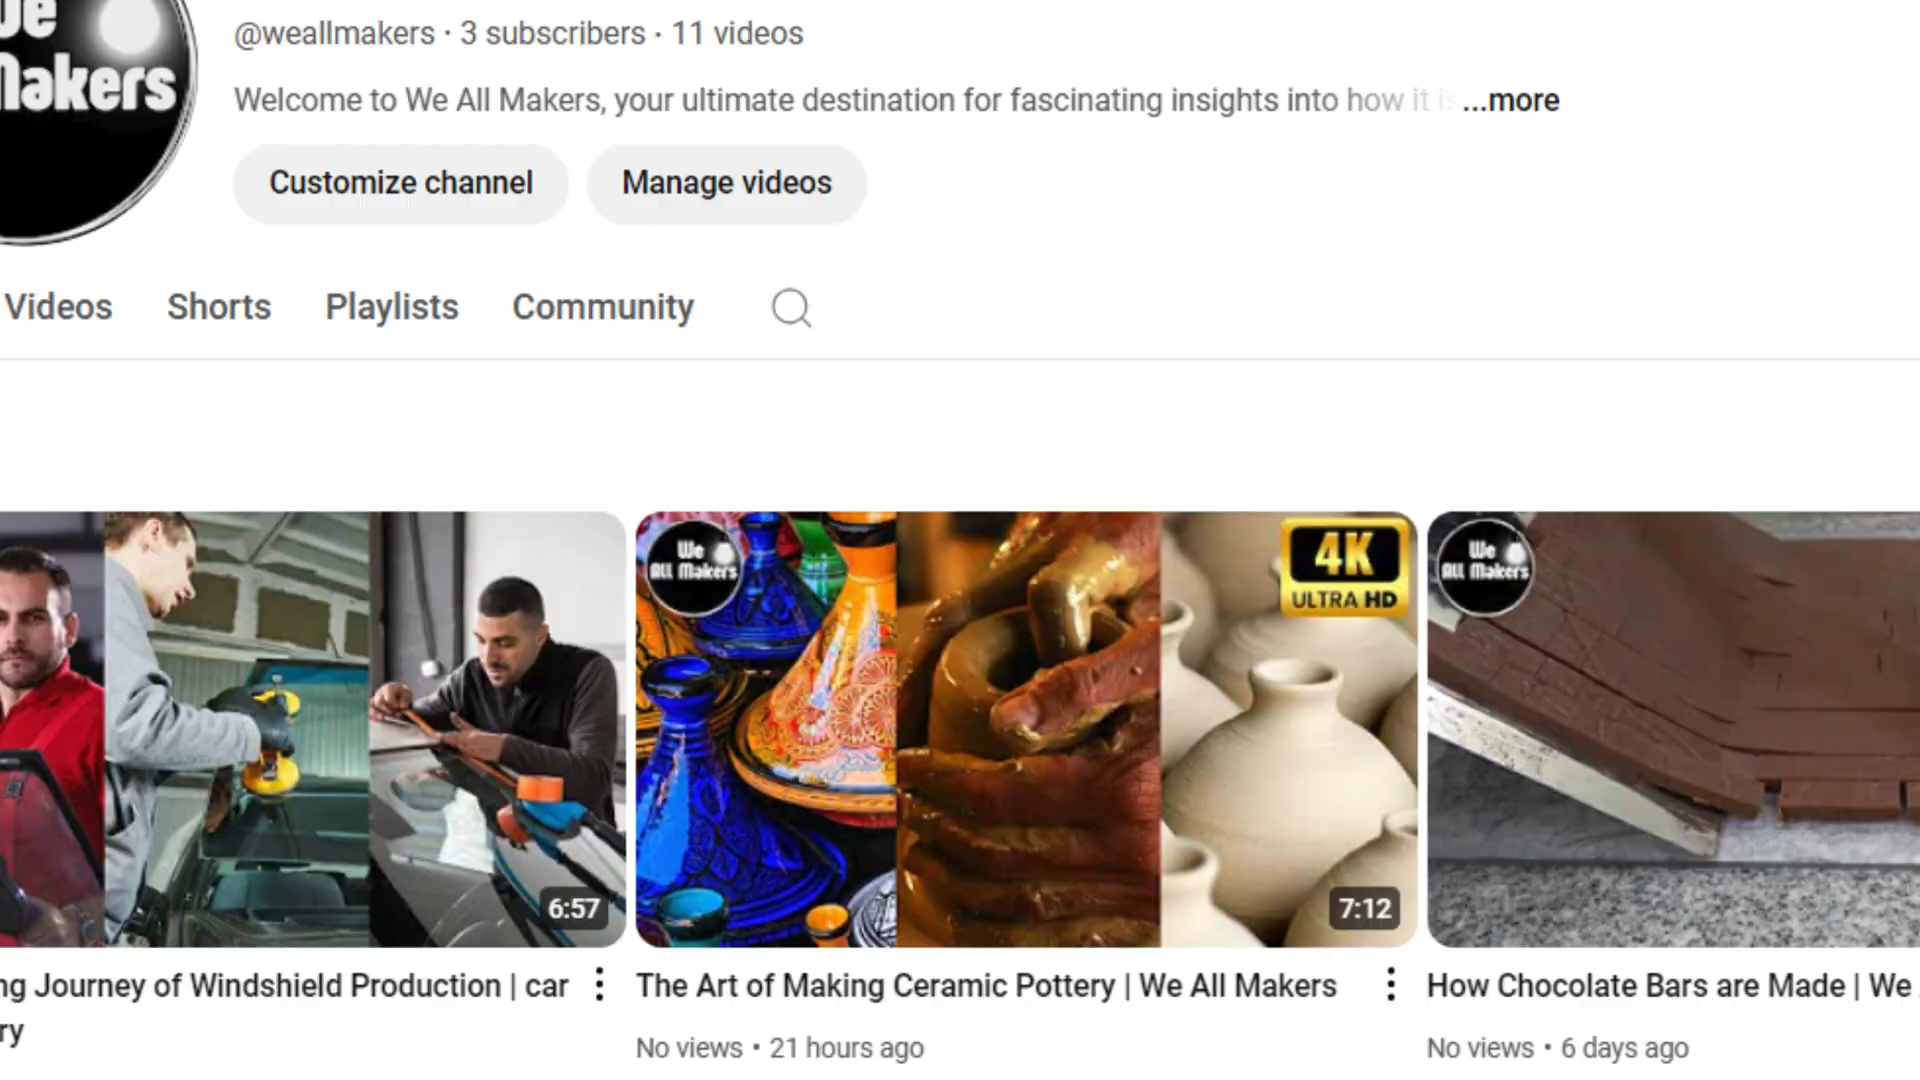 We
Makers
@weallmakers · 3 subscribers · 11 videos
Welcome to We All Makers, your ultimate destination for fascinating insights into how it is ...more
Customize channel
Manage videos
Videos
Shorts
Playlists
Community
We
All Makers
4K
ULTRA HD
We
All Makers
6:57
7:12
ng Journey of Windshield Production | car
ry
The Art of Making Ceramic Pottery | We All Makers
No views • 21 hours ago
How Chocolate Bars are Made | We
No views • 6 days ago